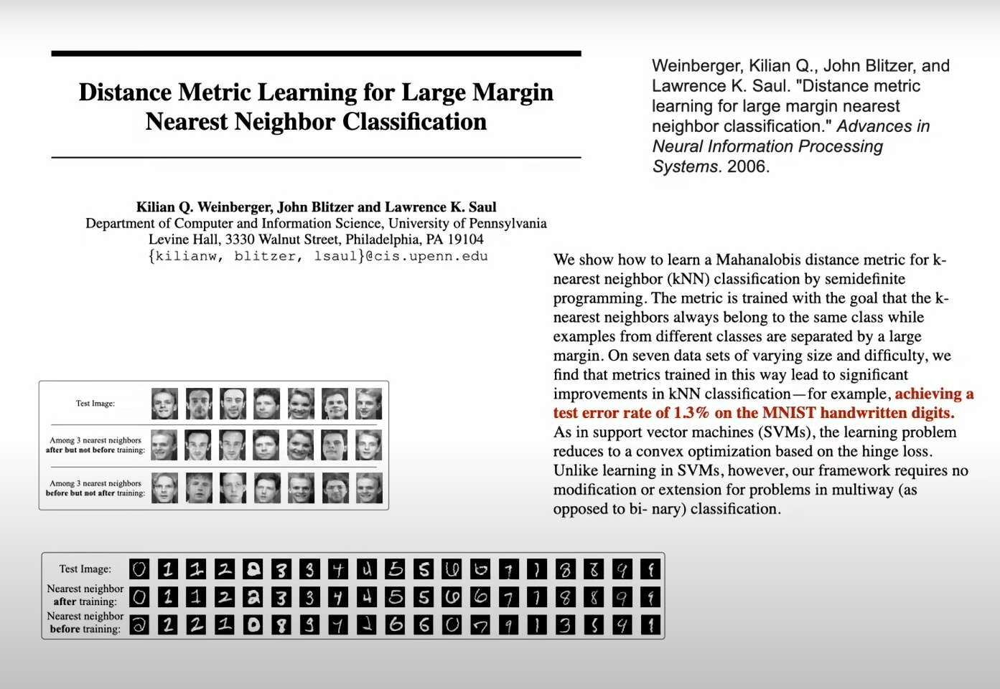 Distance Metric Learning for Large Margin
Nearest Neighbor Classification
Kilian Q. Weinberger, John Blitzer and Lawrence K. Saul
Department of Computer and Information Science, University of Pennsylvania
Levine Hall, 3330 Walnut Street, Philadelphia, PA 19104
{kilianw, blitzer, lsaul}@cis.upenn.edu
Weinberger, Kilian Q., John Blitzer, and
Lawrence K. Saul. "Distance metric
learning for large margin nearest
neighbor classification." Advances in
Neural Information Processing
Systems. 2006.
We show how to learn a Mahanalobis distance metric for k-
nearest neighbor (kNN) classification by semidefinite
programming. The metric is trained with the goal that the k-
nearest neighbors always belong to the same class while
examples from different classes are separated by a large
margin. On seven data sets of varying size and difficulty, we
find that metrics trained in this way lead to significant
improvements in kNN classification—for example, achieving a
test error rate of 1.3% on the MNIST handwritten digits.
As in support vector machines (SVMs), the learning problem
reduces to a convex optimization based on the hinge loss.
Unlike learning in SVMs, however, our framework requires no
modification or extension for problems in multiway (as
opposed to bi- nary) classification.
Test Image:
Among 3 nearest neighbors
after but not before training:
Among 3 nearest neighbors
before but not after training:
Test Image:
Nearest neighbor
after training:
Nearest neighbor
before training: